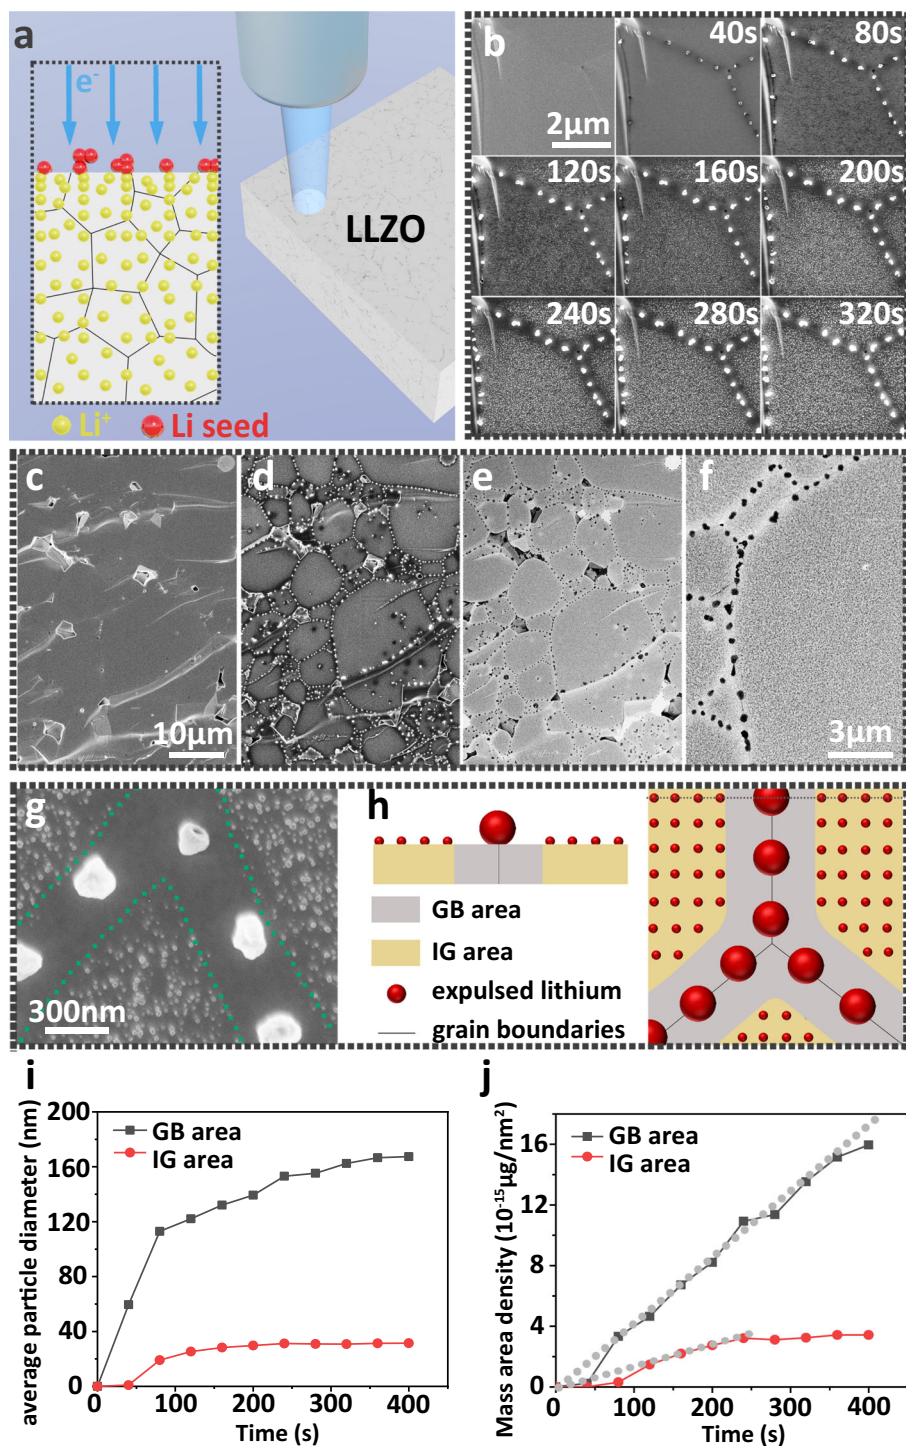 a
e⁻
LLZO
Li⁺
Li seed
b
40s
80s
2μm
120s
160s
200s
240s
280s
320s
c
d
e
f
10μm
3μm
g
300nm
h
GB area
IG area
expulsed lithium
grain boundaries
i
average particle diameter (nm)
200
160
120
80
40
0
GB area
IG area
0
100
200
300
400
Time (s)
j
Mass area density (10⁻¹⁵μg/nm²)
16
12
8
4
0
GB area
IG area
0
100
200
300
400
Time (s)